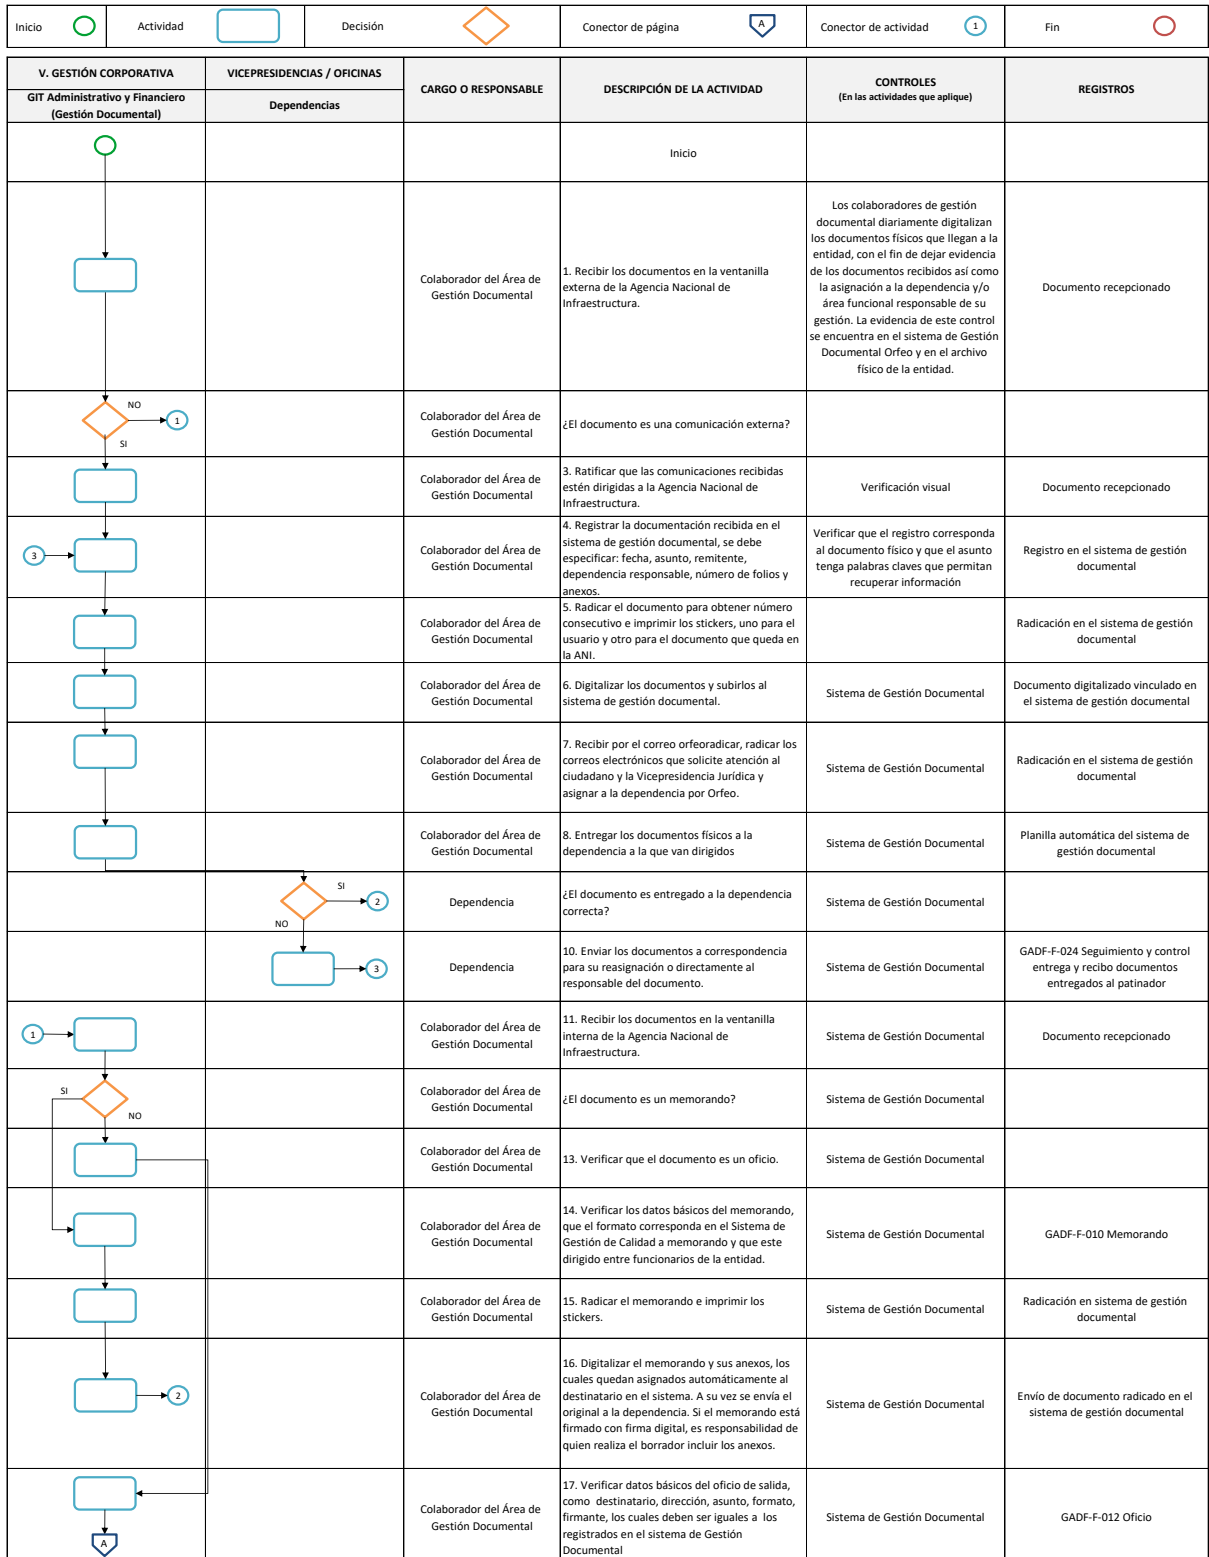 Inicio
Actividad
Decisión
Conector de página
A
Conector de actividad
1
Fin
V. GESTIÓN CORPORATIVA
VICEPRESIDENCIAS / OFICINAS
CARGO O RESPONSABLE
DESCRIPCIÓN DE LA ACTIVIDAD
CONTROLES
(En las actividades que aplique)
REGISTROS
GIT Administrativo y Financiero
(Gestión Documental)
Dependencias
Inicio
Colaborador del Área de
Gestión Documental
1. Recibir los documentos en la ventanilla
externa de la Agencia Nacional de
Infraestructura.
Los colaboradores de gestión
documental diariamente digitalizan
los documentos físicos que llegan a la
entidad, con el fin de dejar evidencia
de los documentos recibidos así como
la asignación a la dependencia y/o
área funcional responsable de su
gestión. La evidencia de este control
se encuentra en el sistema de Gestión
Documental Orfeo y en el archivo
físico de la entidad.
Documento recepcionado
NO
1
SI
Colaborador del Área de
Gestión Documental
¿El documento es una comunicación externa?
Colaborador del Área de
Gestión Documental
3. Ratificar que las comunicaciones recibidas
estén dirigidas a la Agencia Nacional de
Infraestructura.
Verificación visual
Documento recepcionado
3
Colaborador del Área de
Gestión Documental
4. Registrar la documentación recibida en el
sistema de gestión documental, se debe
especificar: fecha, asunto, remitente,
dependencia responsable, número de folios y
anexos.
Verificar que el registro corresponda
al documento físico y que el asunto
tenga palabras claves que permitan
recuperar información
Registro en el sistema de gestión
documental
Colaborador del Área de
Gestión Documental
5. Radicar el documento para obtener número
consecutivo e imprimir los stickers, uno para el
usuario y otro para el documento que queda en
la ANI.
Radicación en el sistema de gestión
documental
Colaborador del Área de
Gestión Documental
6. Digitalizar los documentos y subirlos al
sistema de gestión documental.
Sistema de Gestión Documental
Documento digitalizado vinculado en
el sistema de gestión documental
Colaborador del Área de
Gestión Documental
7. Recibir por el correo orfeoradicar, radicar los
correos electrónicos que solicite atención al
ciudadano y la Vicepresidencia Jurídica y
asignar a la dependencia por Orfeo.
Sistema de Gestión Documental
Radicación en el sistema de gestión
documental
Colaborador del Área de
Gestión Documental
8. Entregar los documentos físicos a la
dependencia a la que van dirigidos
Sistema de Gestión Documental
Planilla automática del sistema de
gestión documental
SI
2
NO
Dependencia
¿El documento es entregado a la dependencia
correcta?
Sistema de Gestión Documental
3
Dependencia
10. Enviar los documentos a correspondencia
para su reasignación o directamente al
responsable del documento.
Sistema de Gestión Documental
GADF-F-024 Seguimiento y control
entrega y recibo documentos
entregados al patinador
1
Colaborador del Área de
Gestión Documental
11. Recibir los documentos en la ventanilla
interna de la Agencia Nacional de
Infraestructura.
Sistema de Gestión Documental
Documento recepcionado
SI
NO
Colaborador del Área de
Gestión Documental
¿El documento es un memorando?
Sistema de Gestión Documental
Colaborador del Área de
Gestión Documental
13. Verificar que el documento es un oficio.
Sistema de Gestión Documental
Colaborador del Área de
Gestión Documental
14. Verificar los datos básicos del memorando,
que el formato corresponda en el Sistema de
Gestión de Calidad a memorando y que este
dirigido entre funcionarios de la entidad.
Sistema de Gestión Documental
GADF-F-010 Memorando
Colaborador del Área de
Gestión Documental
15. Radicar el memorando e imprimir los
stickers.
Sistema de Gestión Documental
Radicación en sistema de gestión
documental
2
Colaborador del Área de
Gestión Documental
16. Digitalizar el memorando y sus anexos, los
cuales quedan asignados automáticamente al
destinatario en el sistema. A su vez se envía el
original a la dependencia. Si el memorando está
firmado con firma digital, es responsabilidad de
quien realiza el borrador incluir los anexos.
Sistema de Gestión Documental
Envío de documento radicado en el
sistema de gestión documental
A
Colaborador del Área de
Gestión Documental
17. Verificar datos básicos del oficio de salida,
como destinatario, dirección, asunto, formato,
firmante, los cuales deben ser iguales a los
registrados en el sistema de Gestión
Documental
Sistema de Gestión Documental
GADF-F-012 Oficio